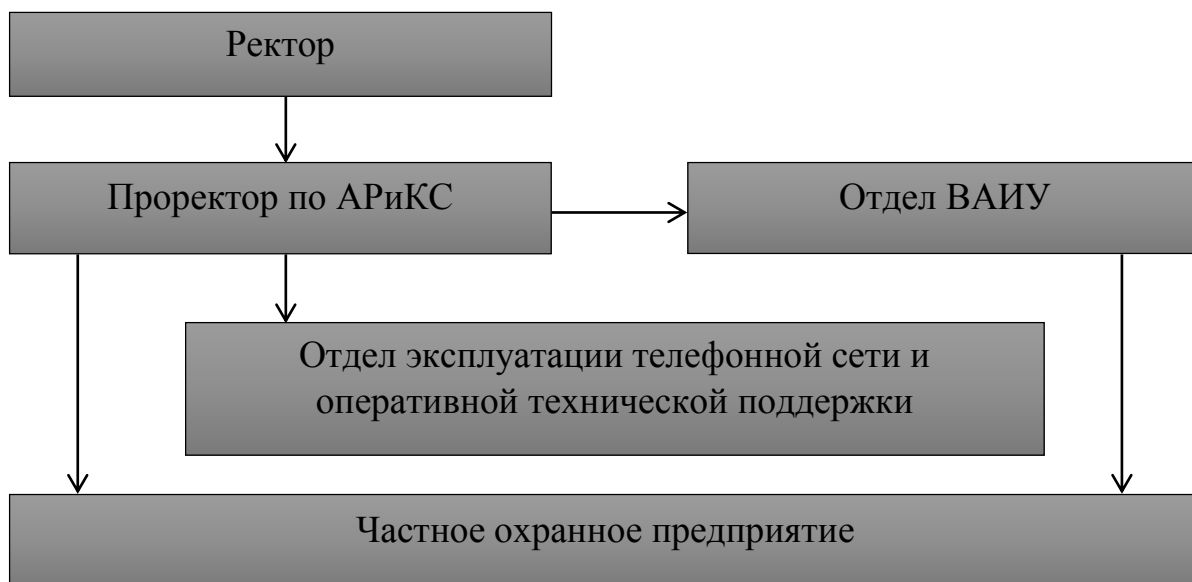 Ректор
Проректор по АРиКС
Отдел ВАИУ
Отдел эксплуатации телефонной сети и
оперативной технической поддержки
Частное охранное предприятие